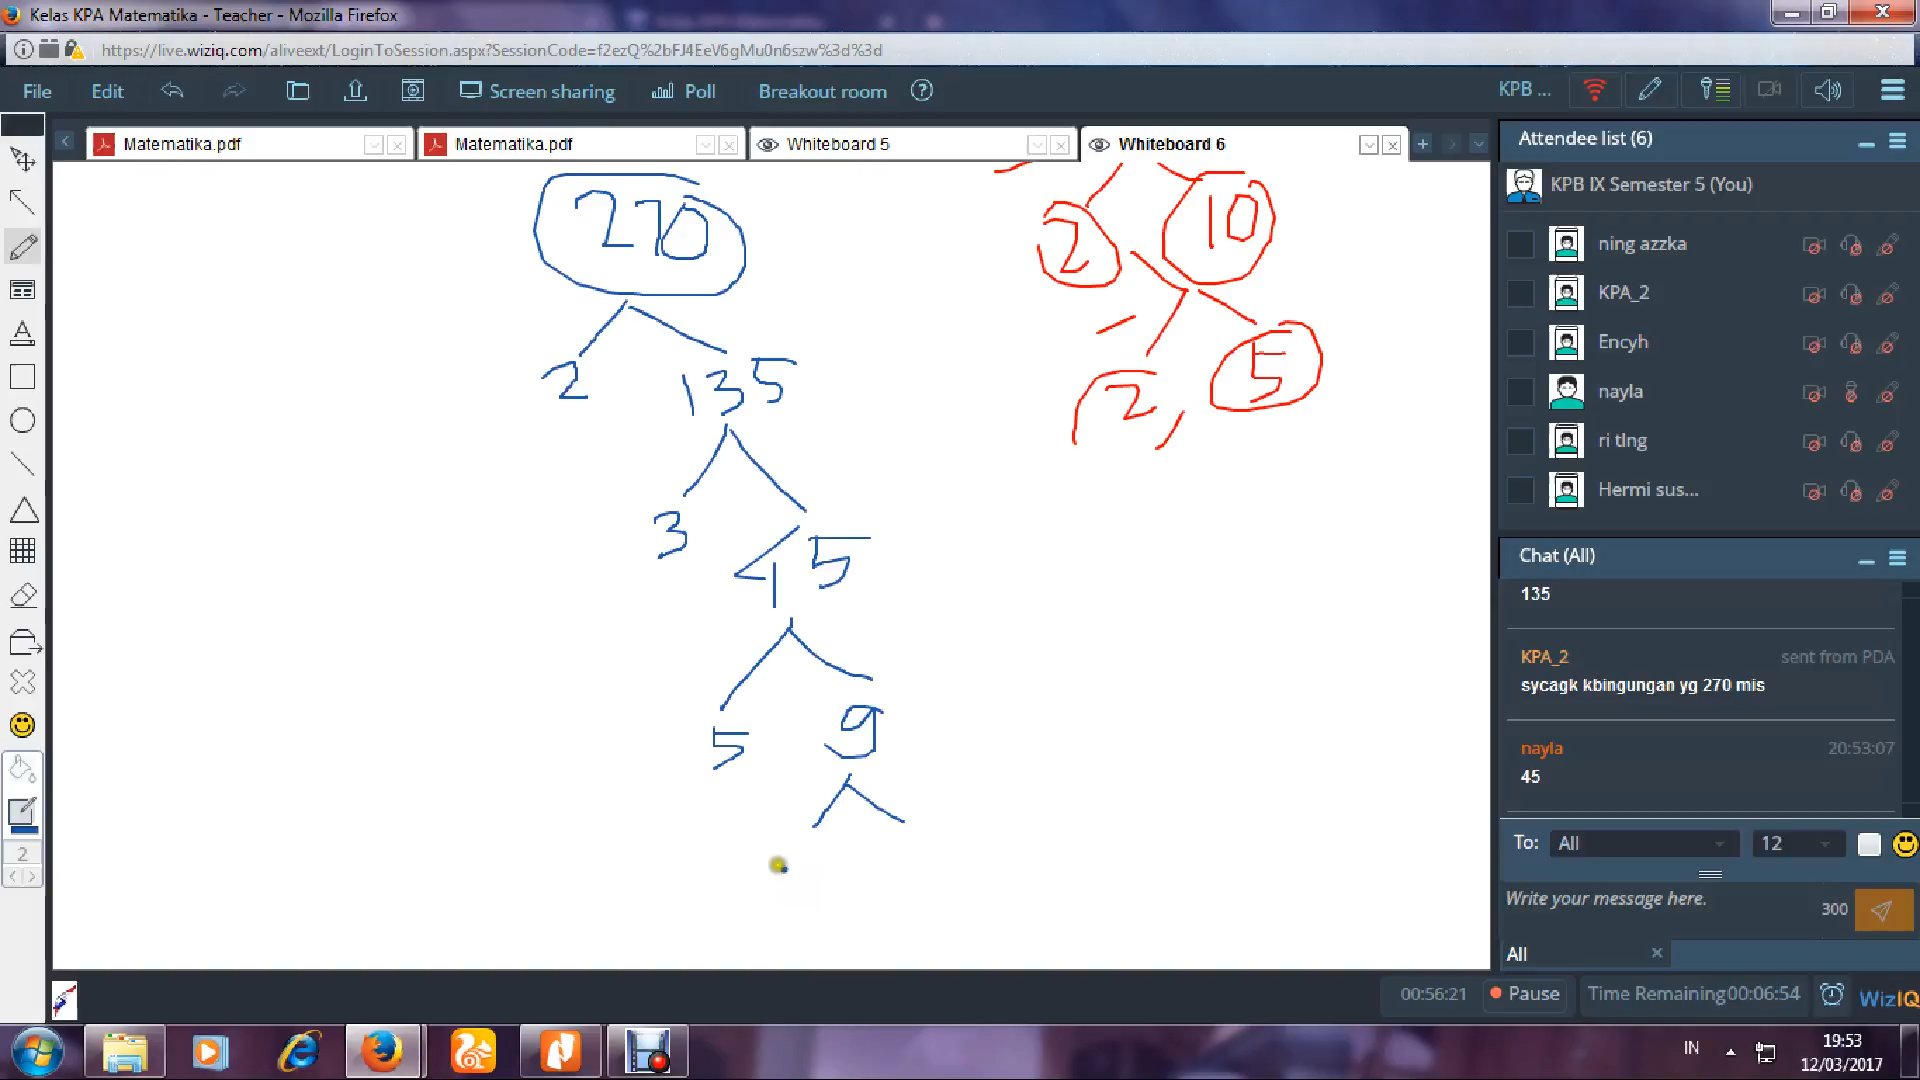 Kelas KPA Matematika - Teacher - Mozilla Firefox
https://live.wiziq.com/aliveext/LoginToSession.aspx?SessionCode=f2ezQ%2bFJ4EeV6gMu0n6szw%3d%3d
File Edit Screen sharing Poll Breakout room ? KPB ...
Matematika.pdf Matematika.pdf Whiteboard 5 Whiteboard 6
270
2 135
3 45
5 9
2 10
2, 5
Attendee list (6)
KPB IX Semester 5 (You)
ning azzka
KPA_2
Encyh
nayla
ri tlng
Hermi sus...
Chat (All)
135
KPA_2 sent from PDA
sycagk kbingungan yg 270 mis
nayla 20:53:07
45
To: All 12
Write your message here. 300
All
2
00:56:21 Pause Time Remaining00:06:54 WizIQ
IN 19:53
12/03/2017